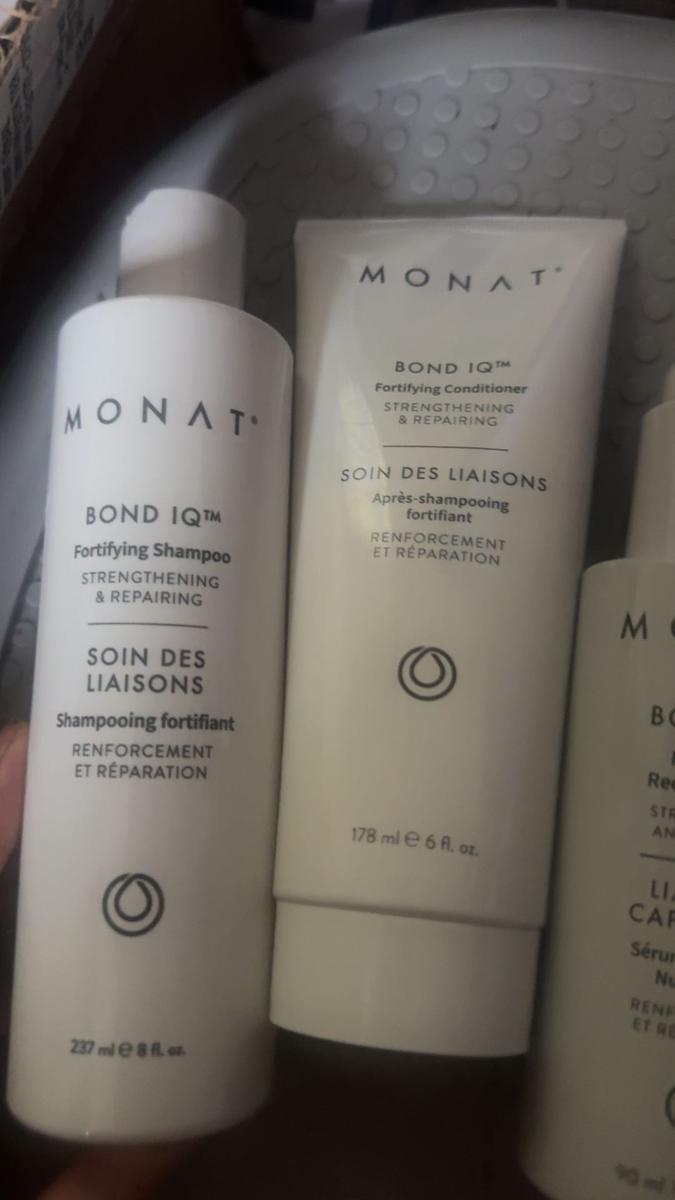 MONAT
BOND IQ™
Fortifying Shampoo
STRENGTHENING
& REPAIRING
SOIN DES
LIAISONS
Shampooing fortifiant
RENFORCEMENT
ET RÉPARATION
237 ml e 8 fl. oz.
MONAT
BOND IQ™
Fortifying Conditioner
STRENGTHENING
& REPAIRING
SOIN DES LIAISONS
Après-shampooing
fortifiant
RENFORCEMENT
ET RÉPARATION
178 ml e 6 fl. oz.
M
90 ml